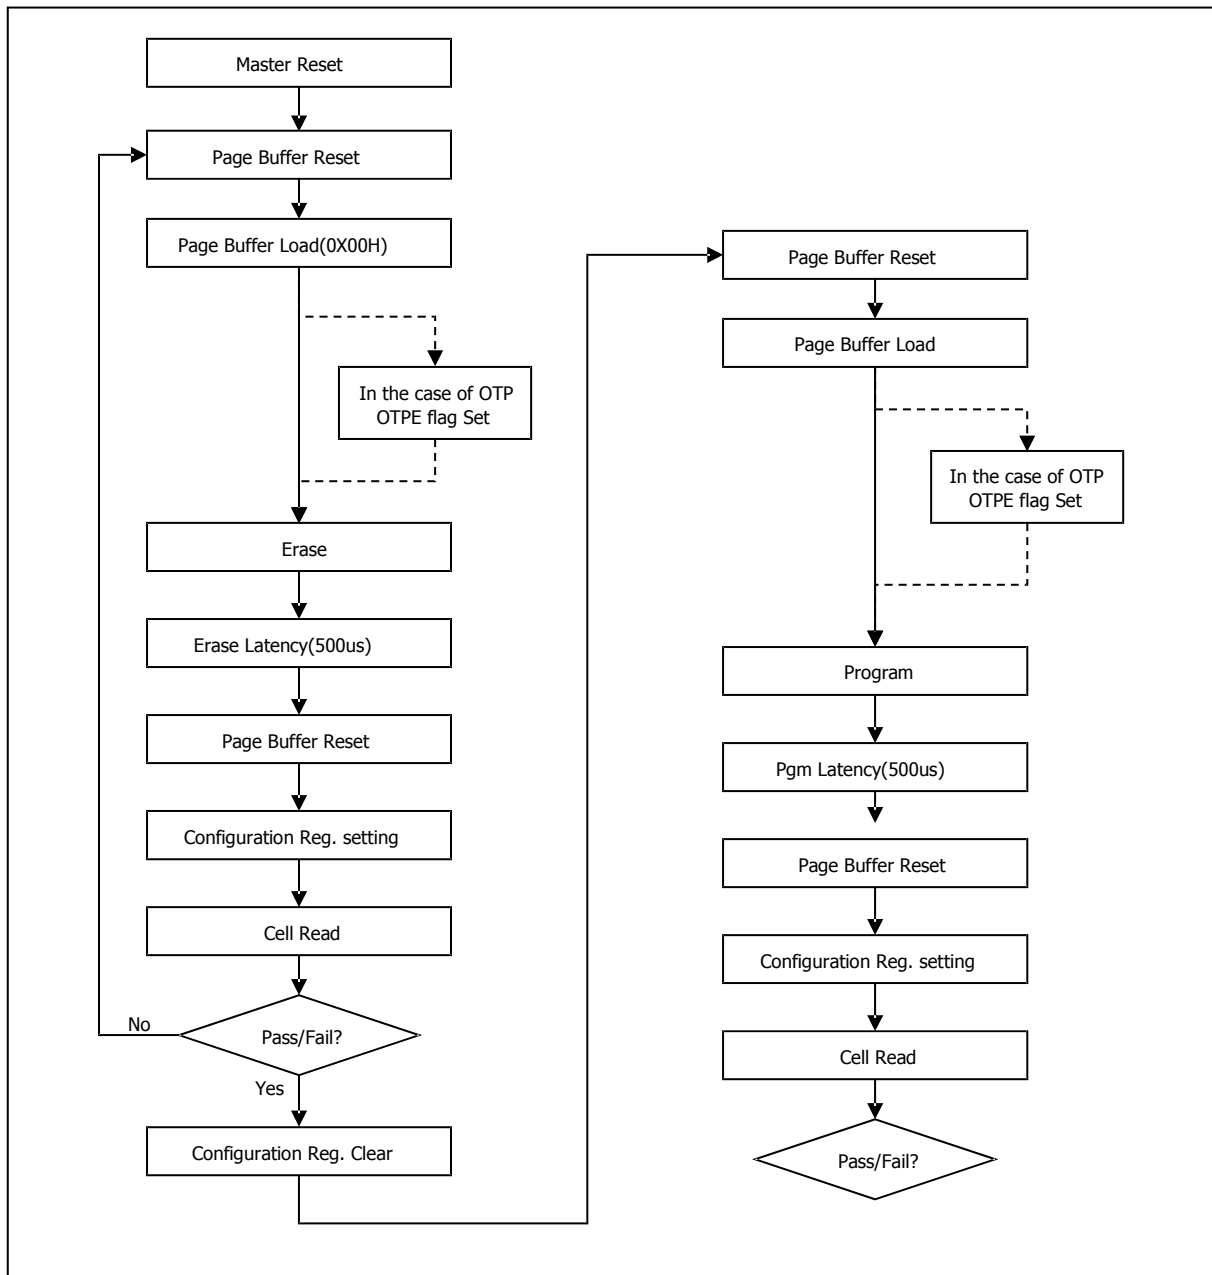 Master Reset
Page Buffer Reset
Page Buffer Load(0X00H)
In the case of OTP
OTPE flag Set
Erase
Erase Latency(500us)
Page Buffer Reset
Configuration Reg. setting
Cell Read
Pass/Fail?
No
Yes
Configuration Reg. Clear
Page Buffer Reset
Page Buffer Load
In the case of OTP
OTPE flag Set
Program
Pgm Latency(500us)
Page Buffer Reset
Configuration Reg. setting
Cell Read
Pass/Fail?